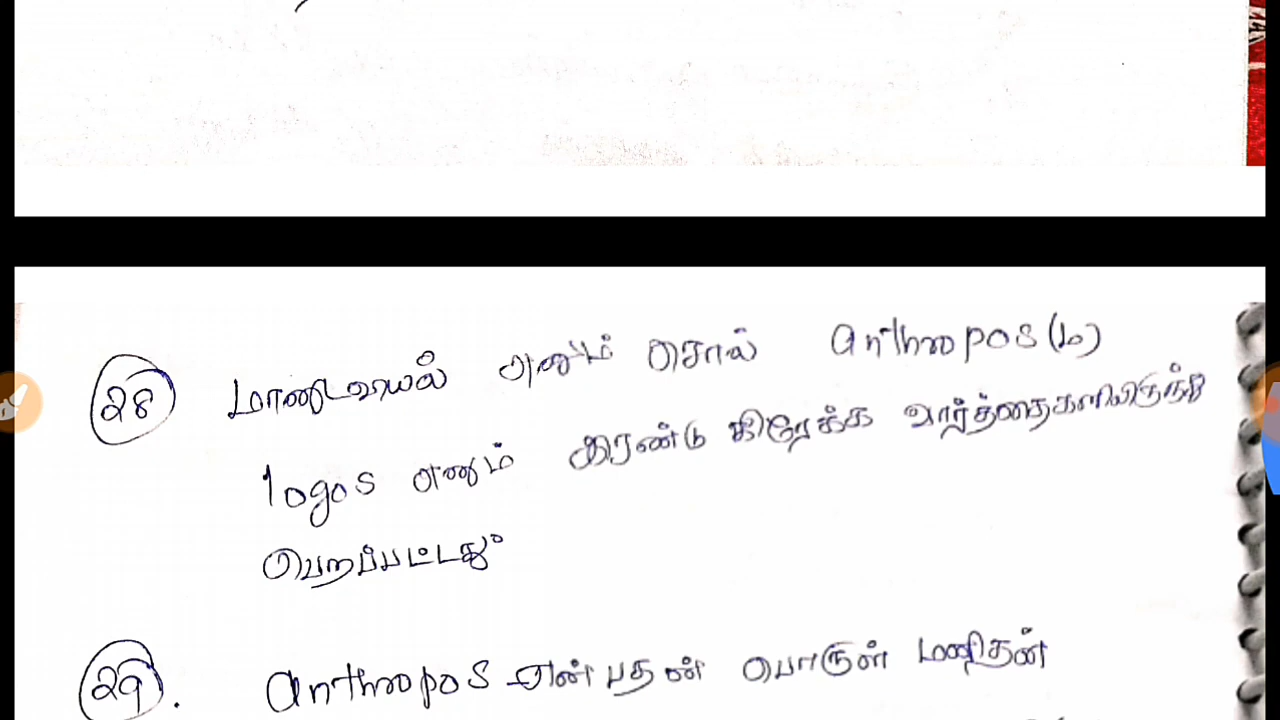 28 மானுடவியல் எனும் சொல் anthropos(ம)
logos எனும் இரண்டு கிரேக்க வார்த்தைகளிலிருந்து
பெறப்பட்டதும்
29. anthropos என்பதன் பொருள் மனிதன்